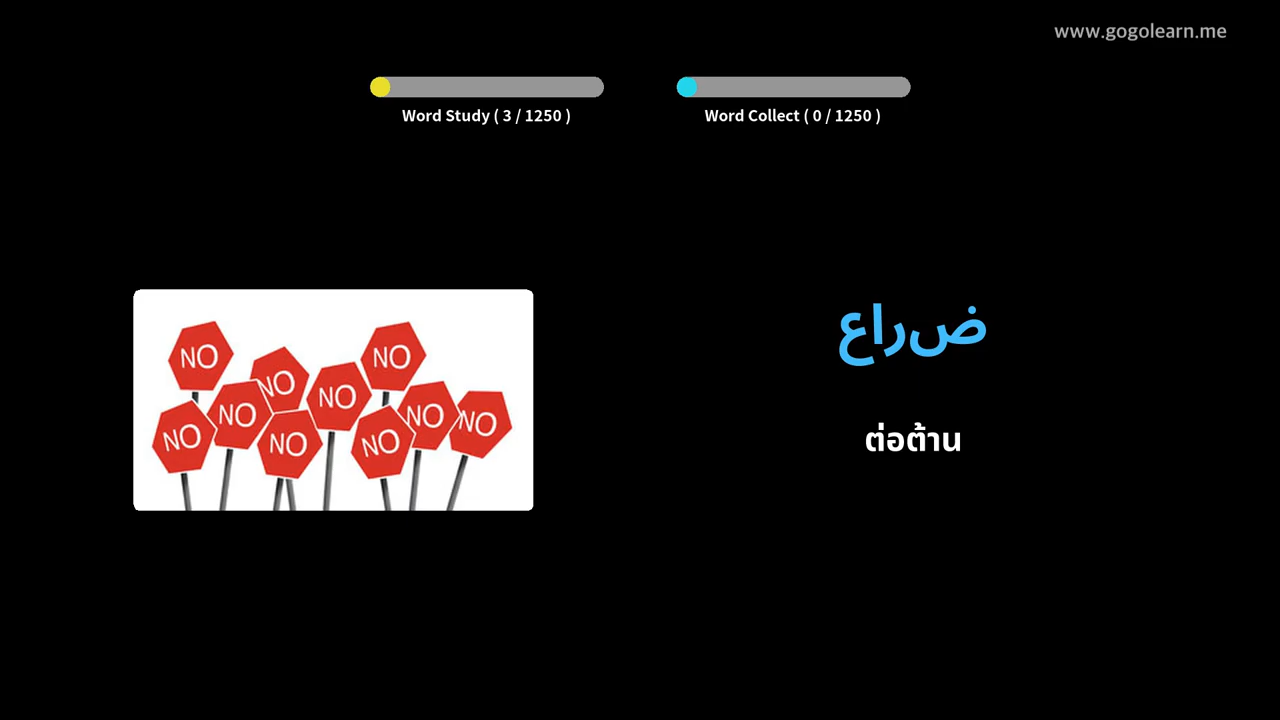 www.gogolearn.me
Word Study ( 3 / 1250 )
Word Collect ( 0 / 1250 )
NO NO
NO NO
NO NO NO
NO NO NO
ضراع
ต่อต้าน